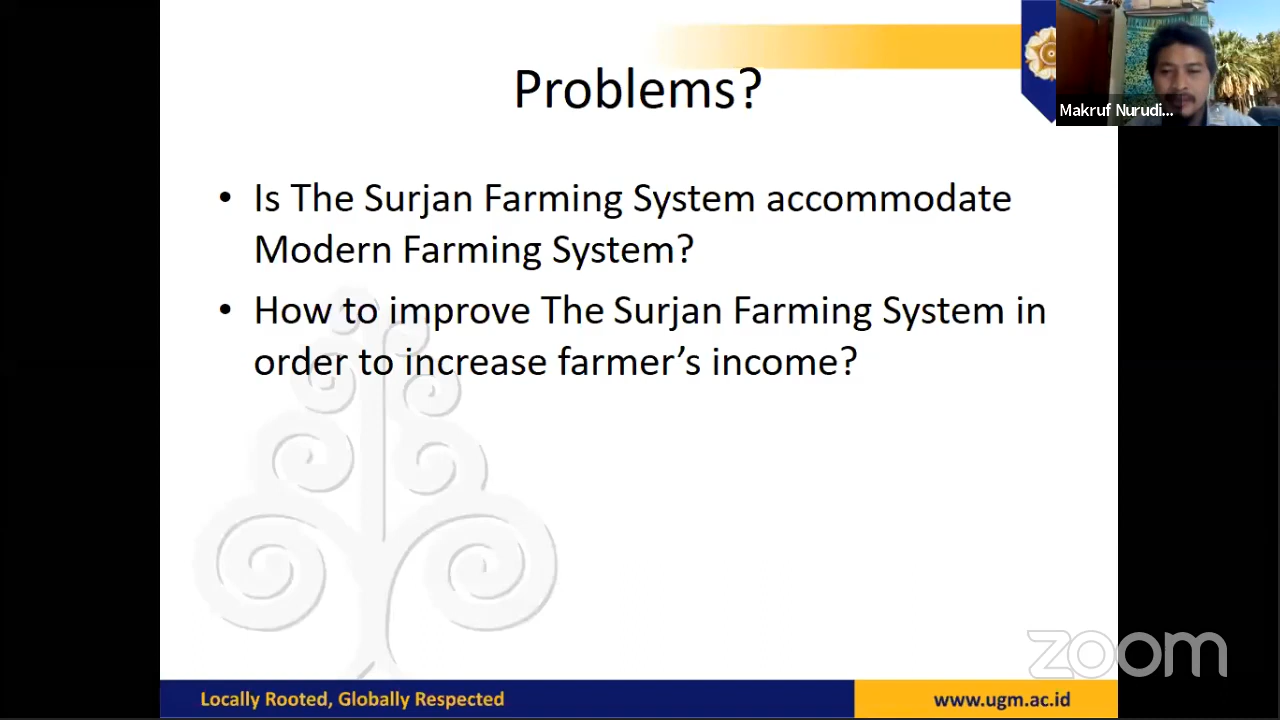 Problems?
Makruf Nurudi...
• Is The Surjan Farming System accommodate
Modern Farming System?
• How to improve The Surjan Farming System in
order to increase farmer's income?
zoom
Locally Rooted, Globally Respected
www.ugm.ac.id